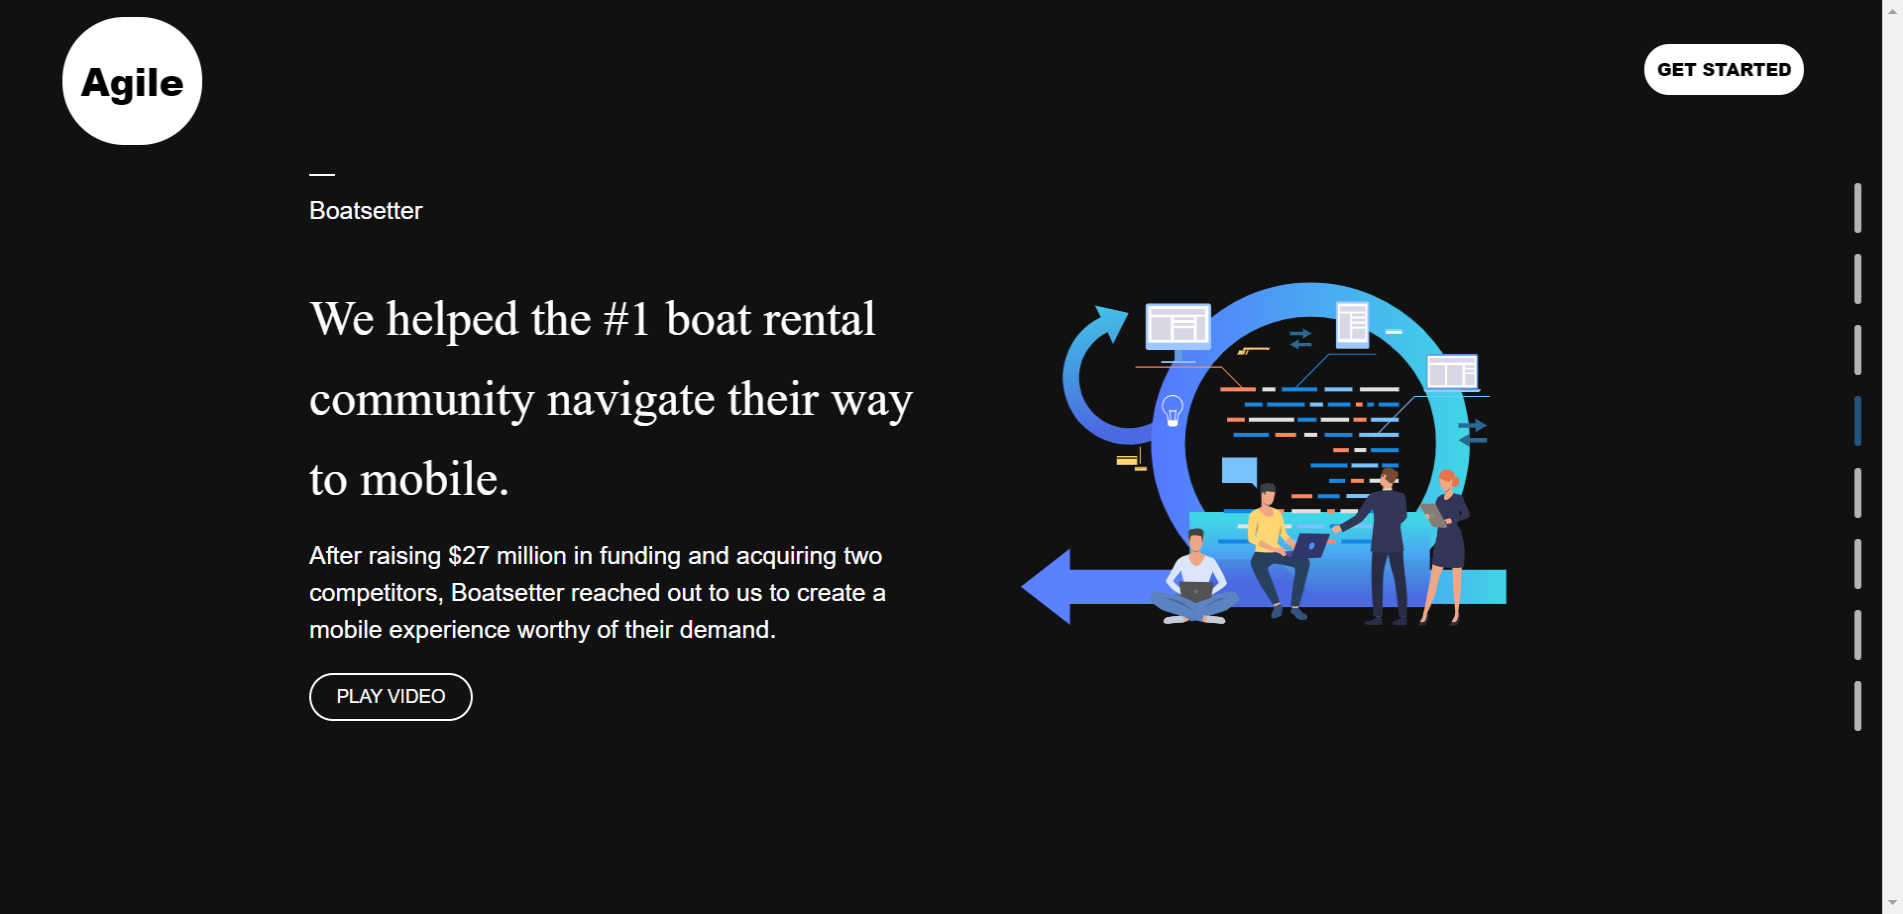 Agile
GET STARTED
Boatsetter
We helped the #1 boat rental
community navigate their way
to mobile.
After raising $27 million in funding and acquiring two
competitors, Boatsetter reached out to us to create a
mobile experience worthy of their demand.
PLAY VIDEO